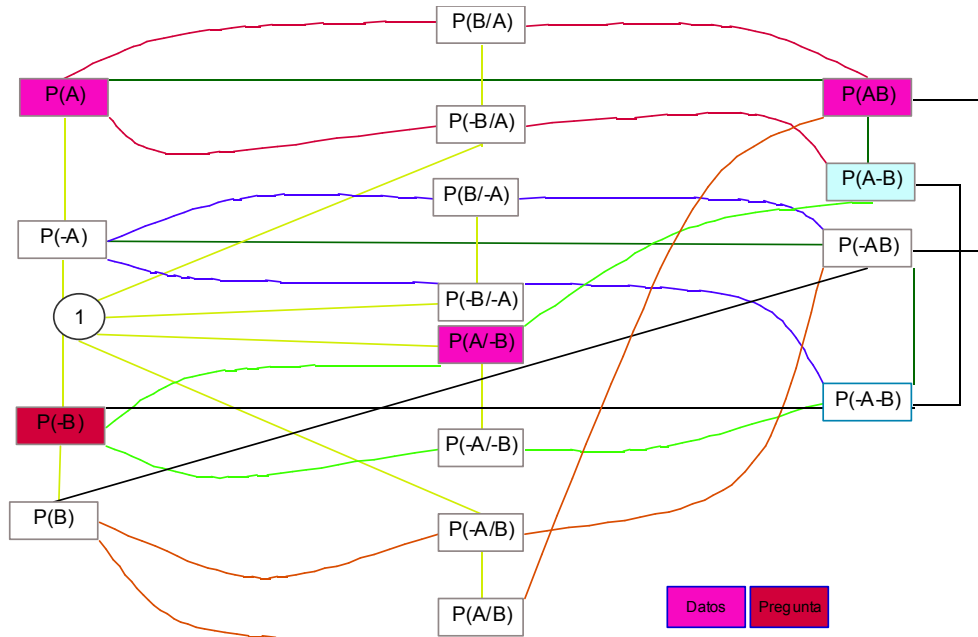 P(B/A)
P(A)
P(AB)
P(-B/A)
P(A-B)
P(B/-A)
P(-A)
P(-AB)
P(-B/-A)
1
P(A/-B)
P(-A-B)
P(-B)
P(-A/-B)
P(B)
P(-A/B)
P(A/B)
Datos
Pregunta